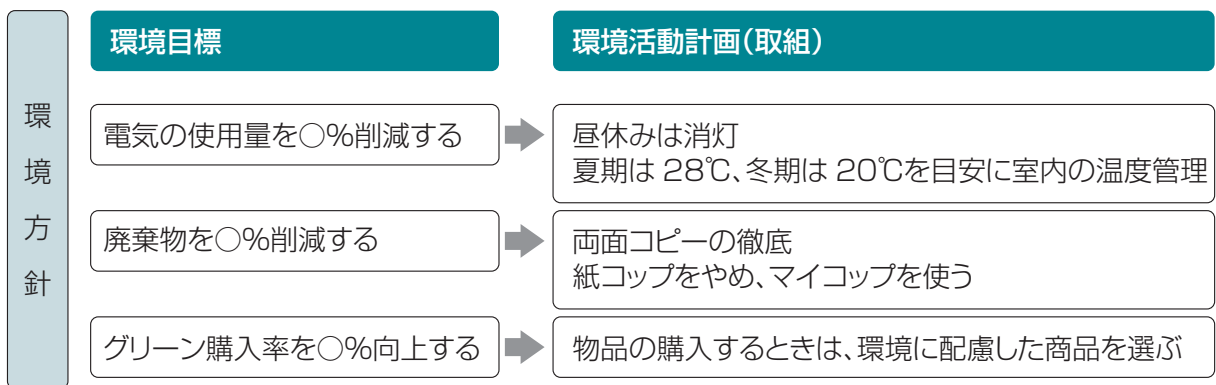 環境方針
環境目標
環境活動計画(取組)
電気の使用量を○%削減する
昼休みは消灯
夏期は 28℃、冬期は 20℃を目安に室内の温度管理
廃棄物を○%削減する
両面コピーの徹底
紙コップをやめ、マイコップを使う
グリーン購入率を○%向上する
物品の購入するときは、環境に配慮した商品を選ぶ